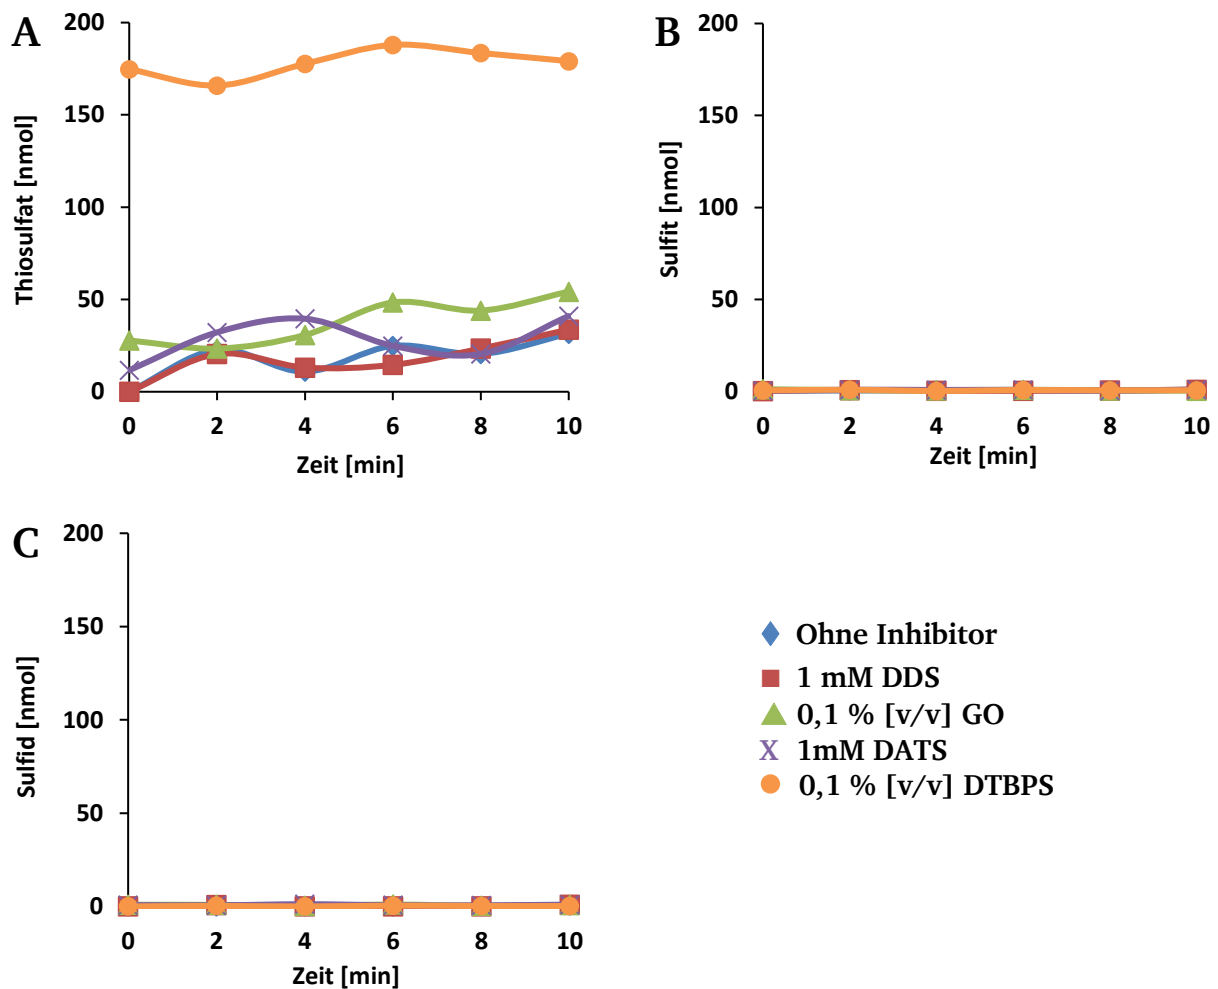 A
200
150
100
50
0
Thiosulfat [nmol]
0 2 4 6 8 10
Zeit [min]
B
200
150
100
50
0
Sulfit [nmol]
0 2 4 6 8 10
Zeit [min]
C
200
150
100
50
0
Sulfid [nmol]
0 2 4 6 8 10
Zeit [min]
Ohne Inhibitor
1 mM DDS
0,1 % [v/v] GO
1mM DATS
0,1 % [v/v] DTBPS